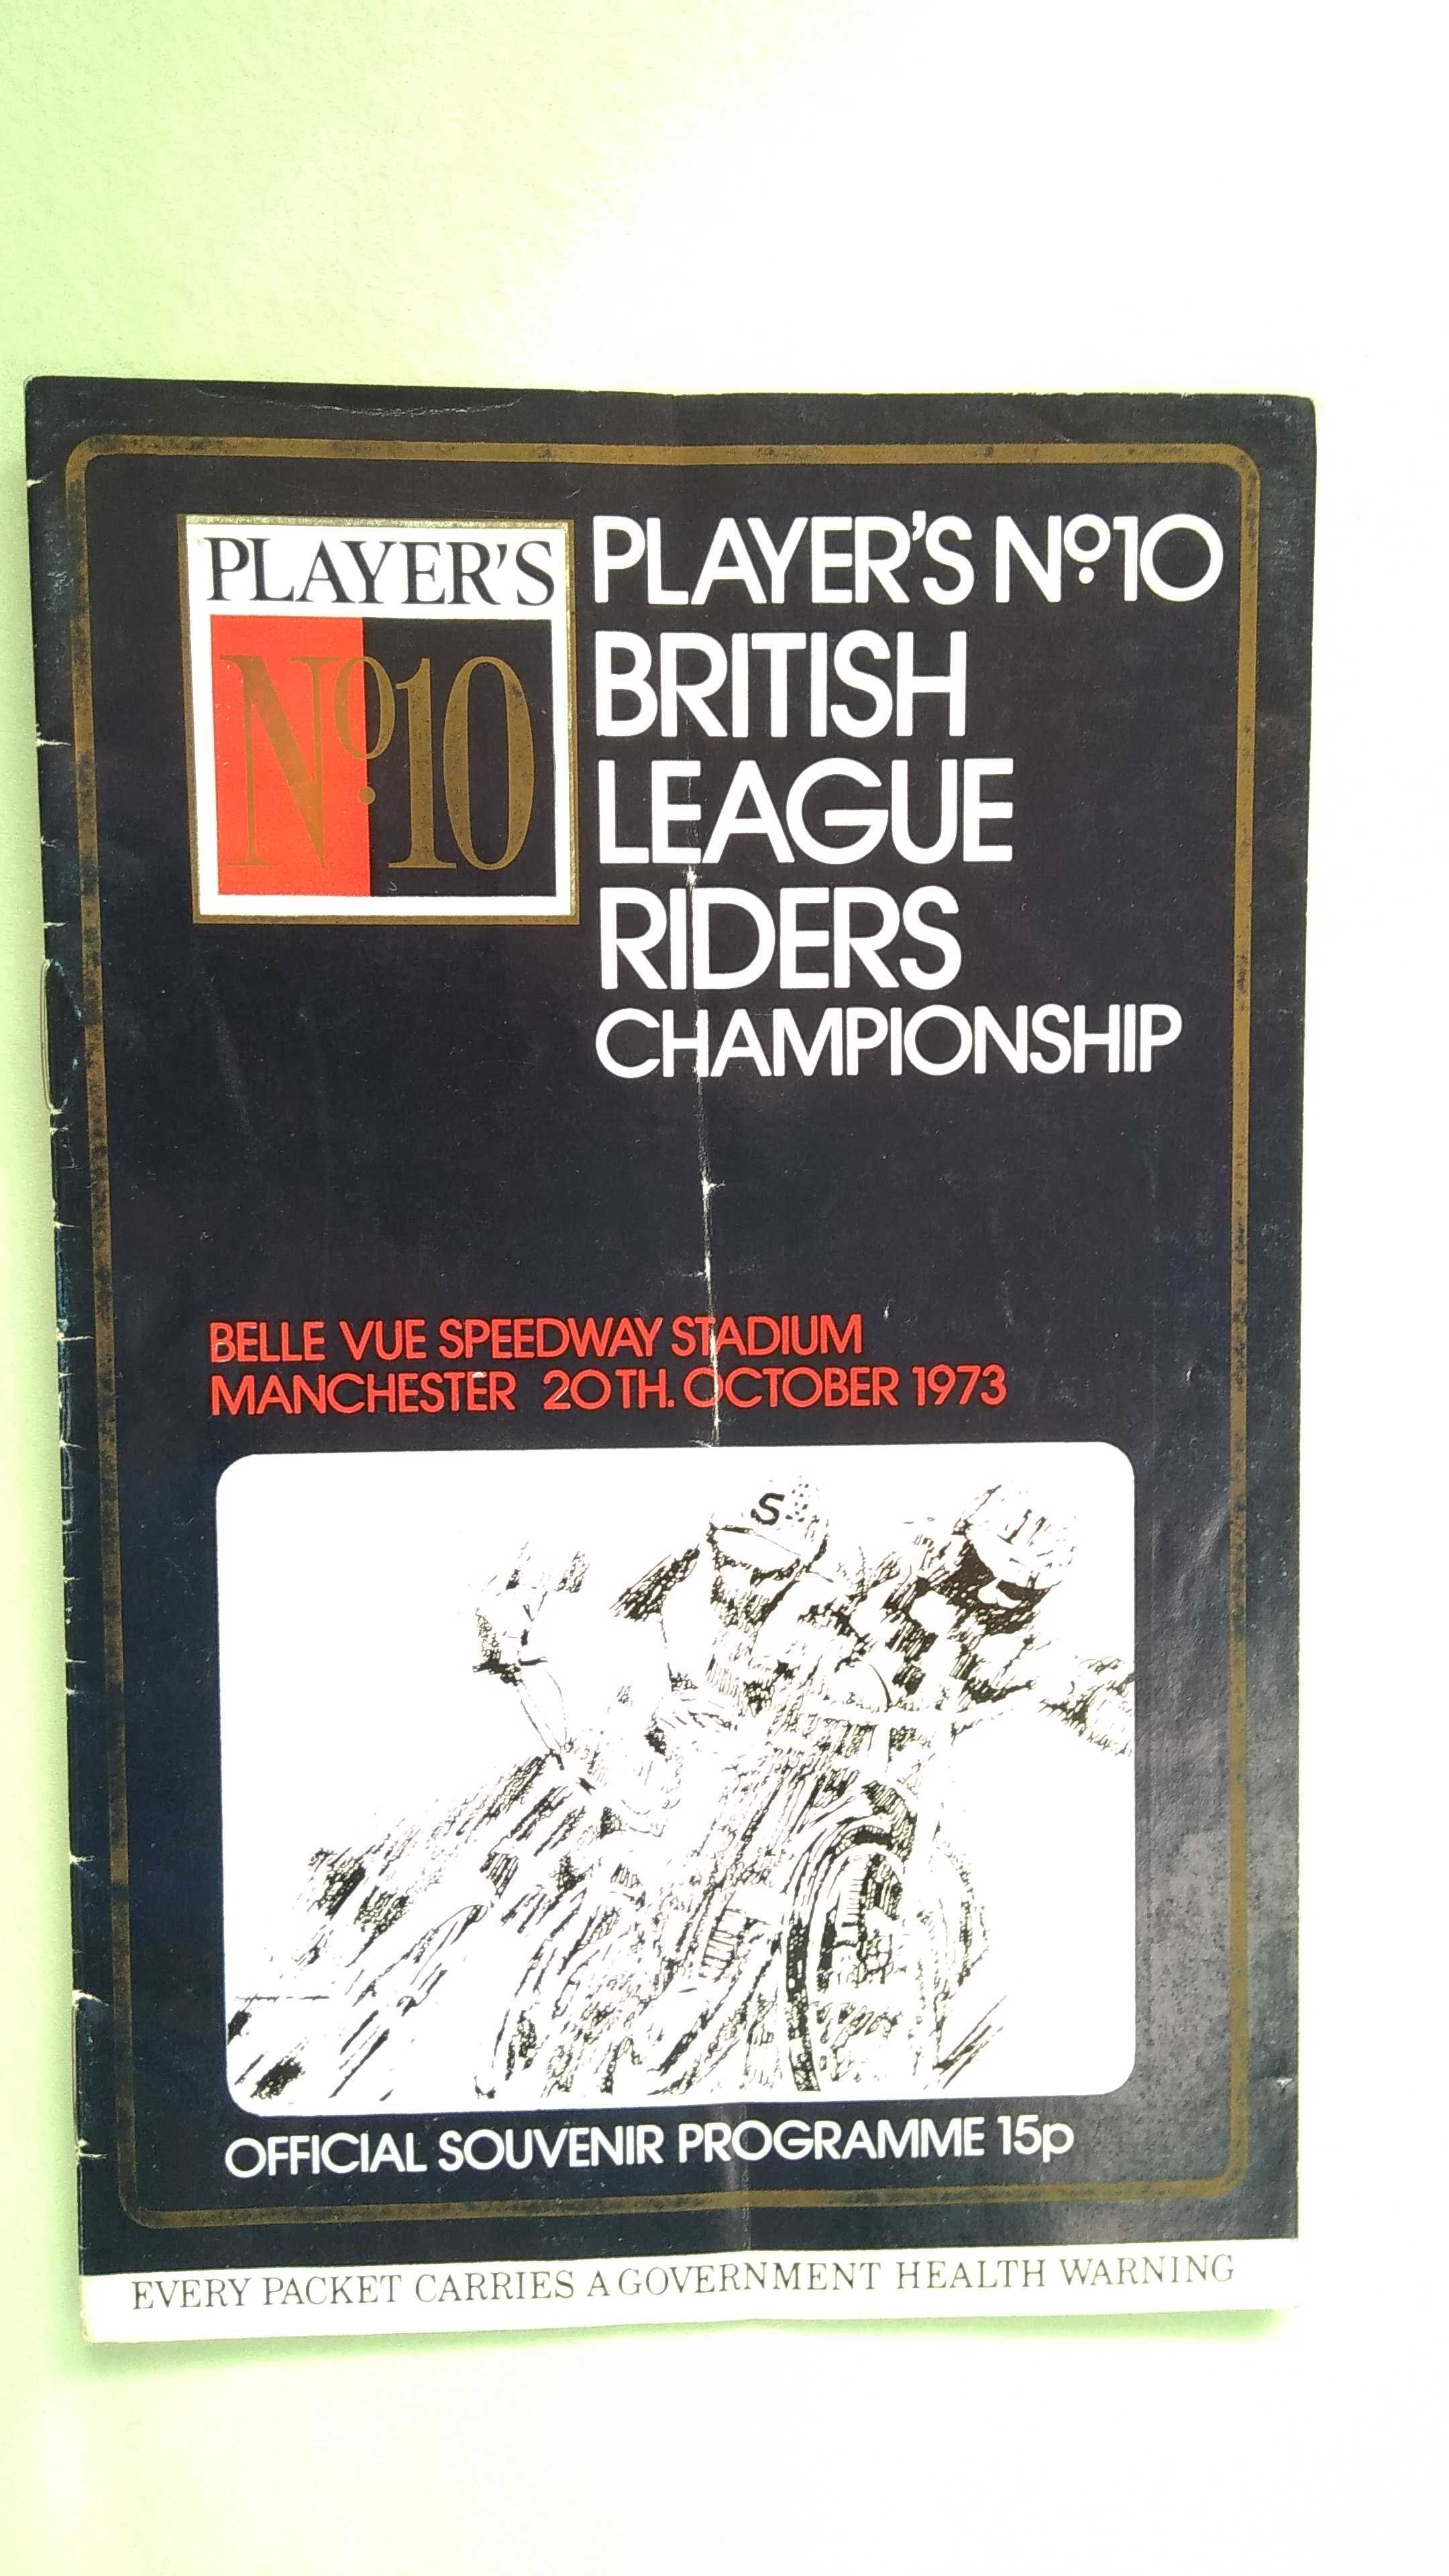 PLAYER'S
Nº10
PLAYER'S Nº10
BRITISH
LEAGUE
RIDERS
CHAMPIONSHIP
BELLE VUE SPEEDWAY STADIUM
MANCHESTER 20TH. OCTOBER 1973
S
OFFICIAL SOUVENIR PROGRAMME 15p
EVERY PACKET CARRIES A GOVERNMENT HEALTH WARNING